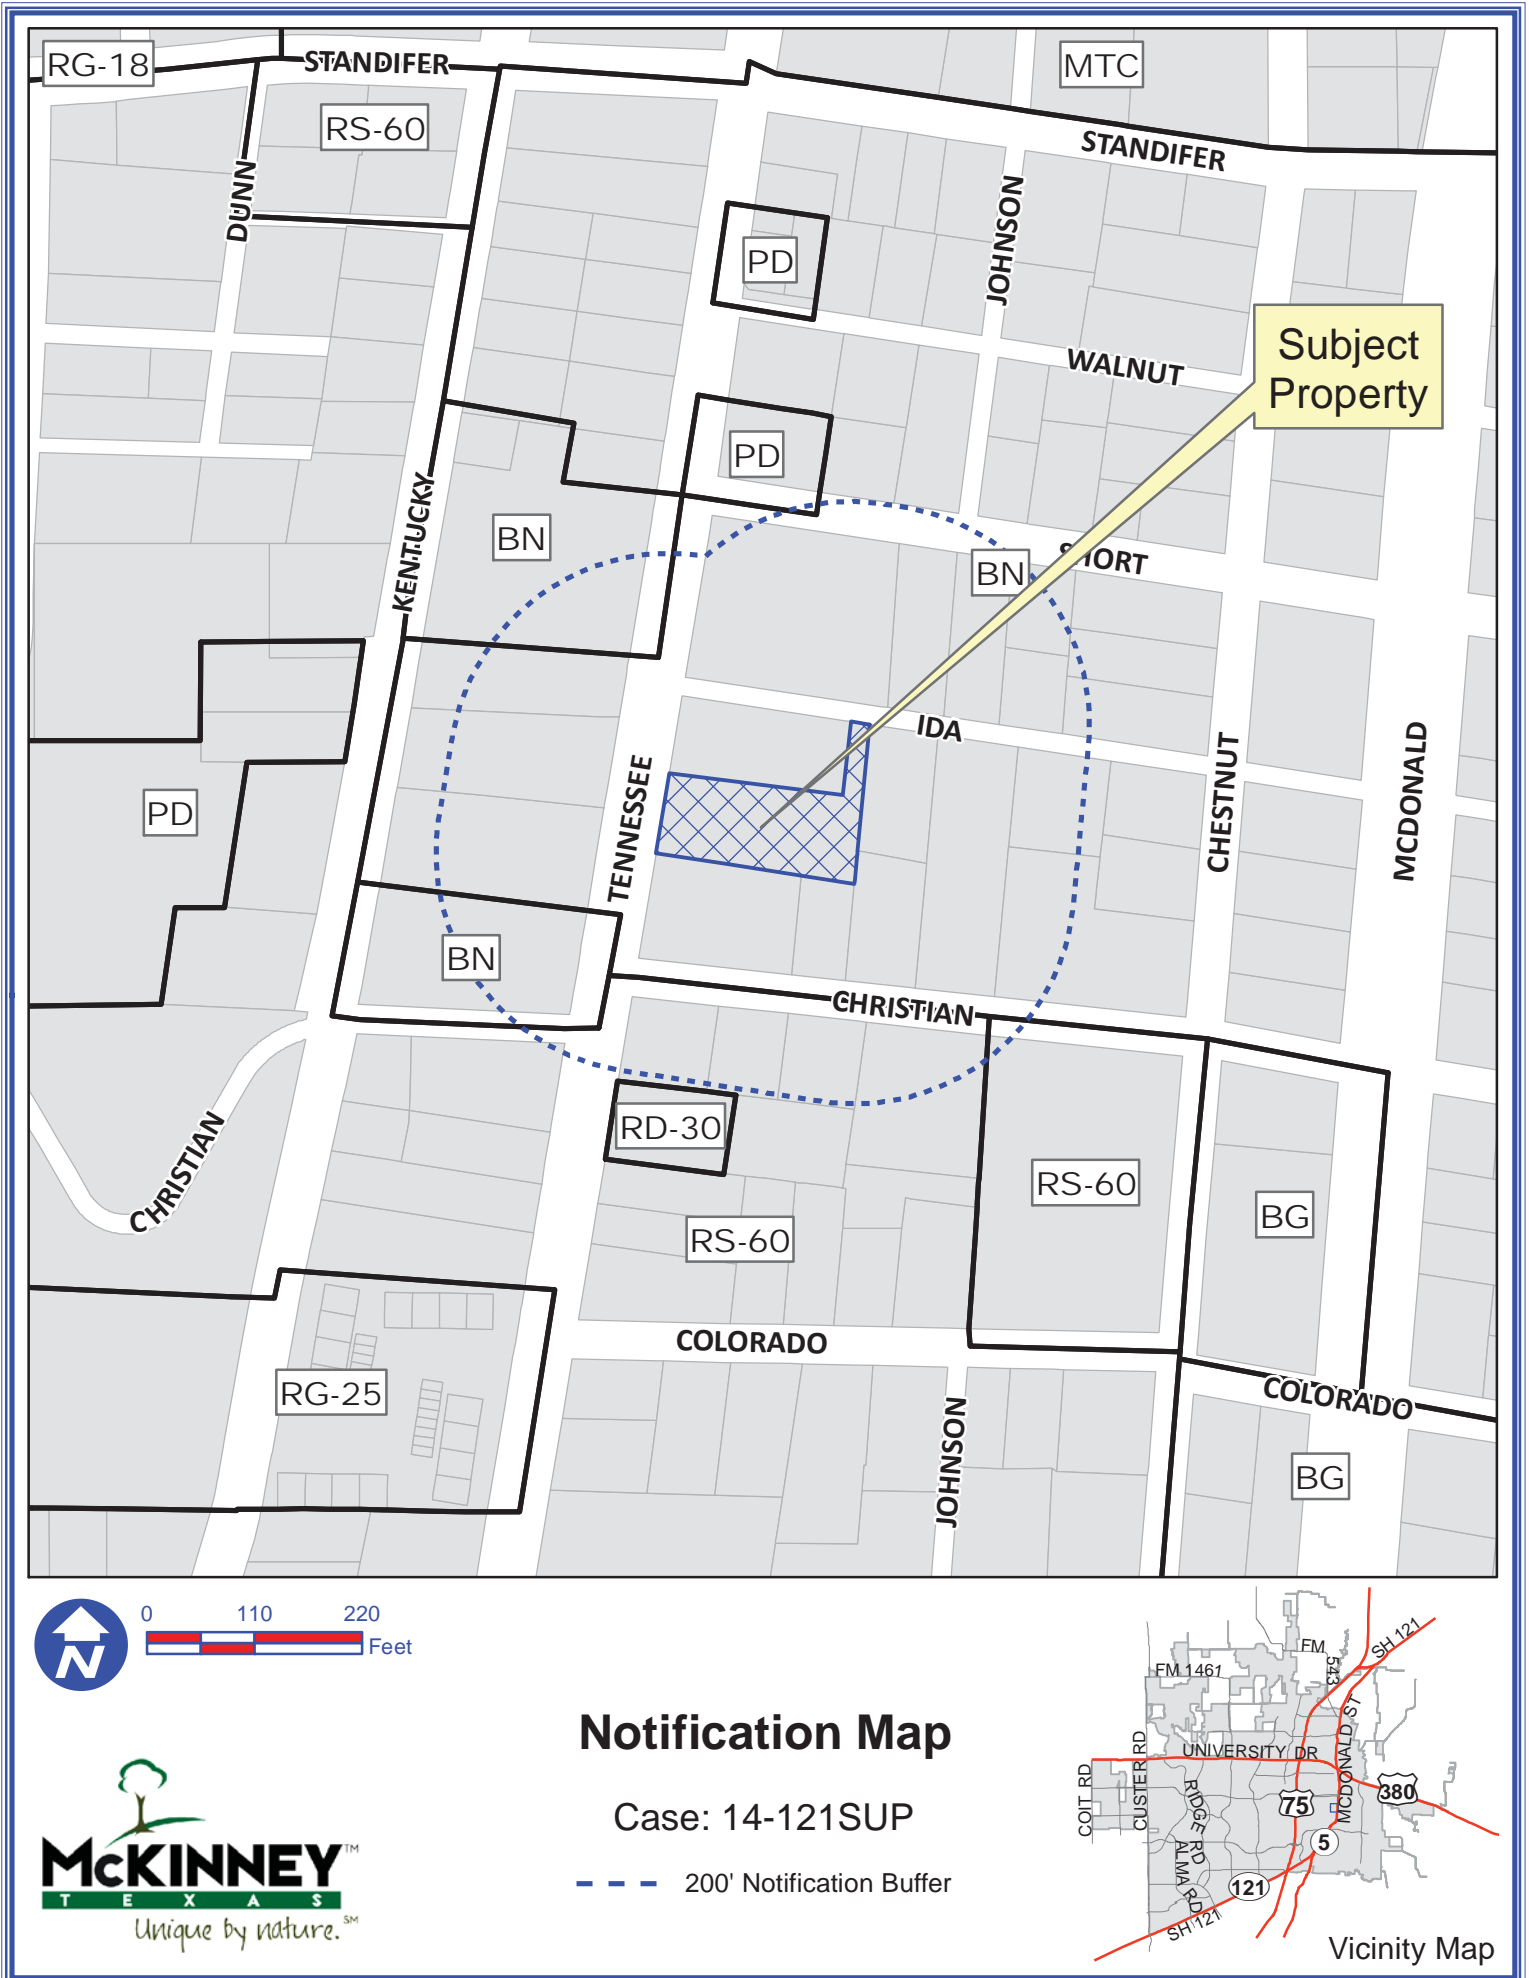 RG-18
STANDIFER
MTC
RS-60
STANDIFER
DUNN
JOHNSON
PD
Subject
Property
WALNUT
PD
KENTUCKY
BN
BN
SHORT
IDA
TENNESSEE
CHESTNUT
MCDONALD
PD
BN
CHRISTIAN
CHRISTIAN
RD-30
RS-60
RS-60
BG
COLORADO
RG-25
COLORADO
JOHNSON
BG
N
0 110 220
Feet
Notification Map
Case: 14-121SUP
200' Notification Buffer
McKINNEY™
TEXAS
Unique by nature.℠
FM 543
SH 121
FM 1461
MCDONALD ST
UNIVERSITY DR
COIT RD
CUSTER RD
RIDGE RD
ALMA RD
75
380
5
121
SH 121
Vicinity Map